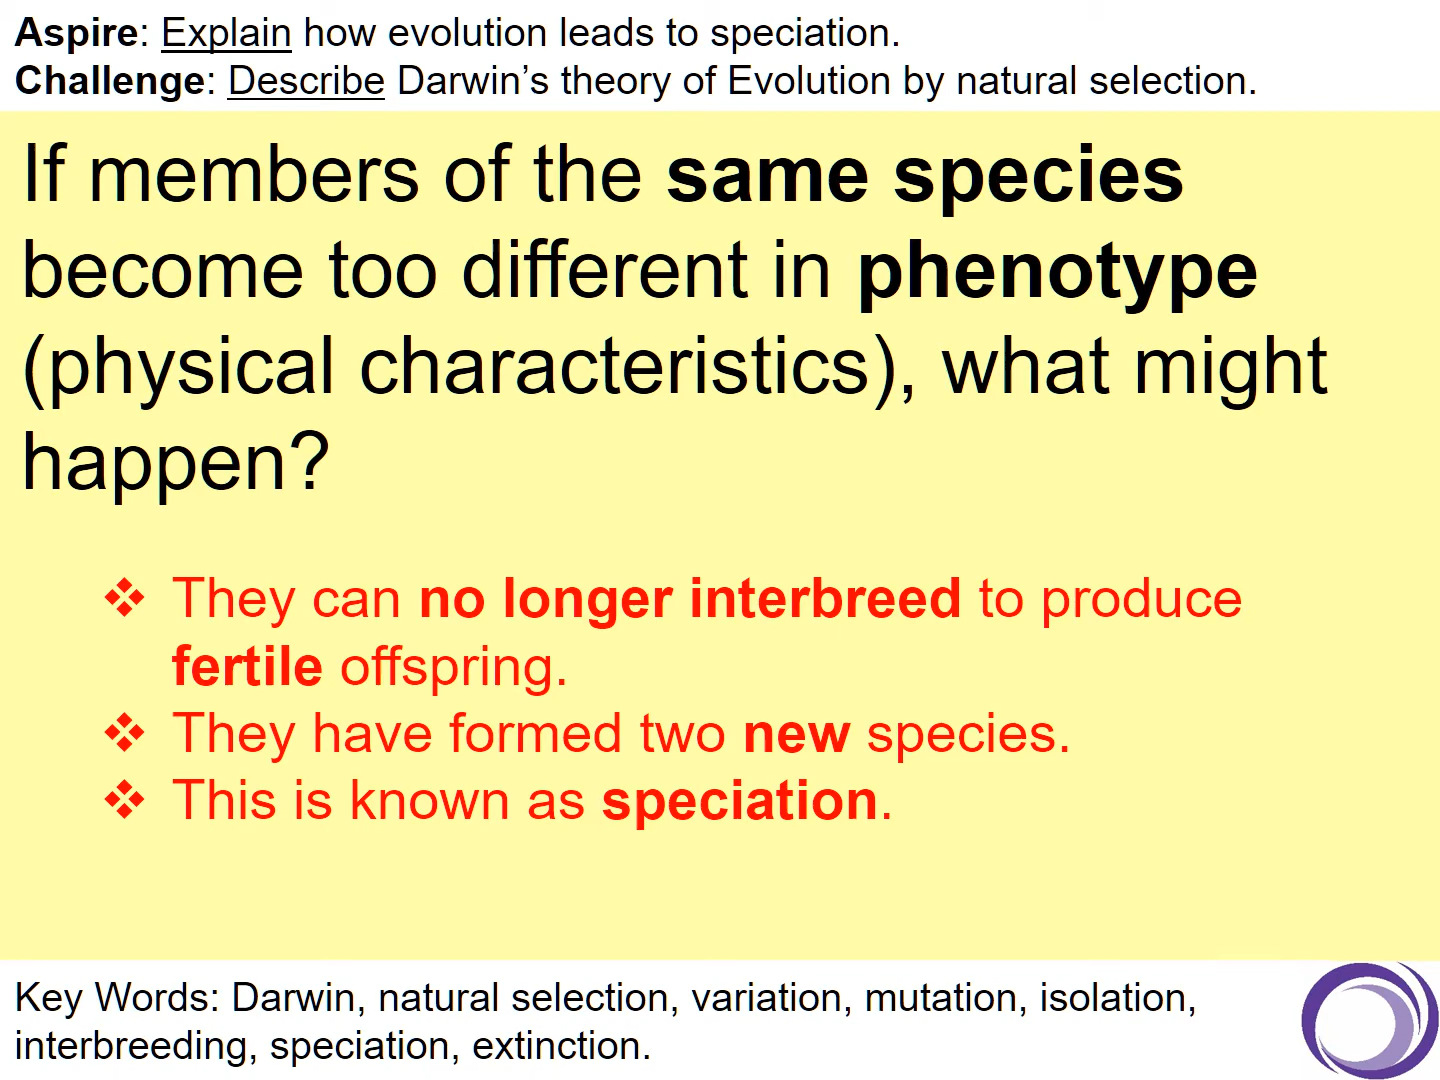 Aspire: Explain how evolution leads to speciation.
Challenge: Describe Darwin’s theory of Evolution by natural selection.
If members of the same species
become too different in phenotype
(physical characteristics), what might
happen?
❖ They can no longer interbreed to produce
fertile offspring.
❖ They have formed two new species.
❖ This is known as speciation.
Key Words: Darwin, natural selection, variation, mutation, isolation,
interbreeding, speciation, extinction.